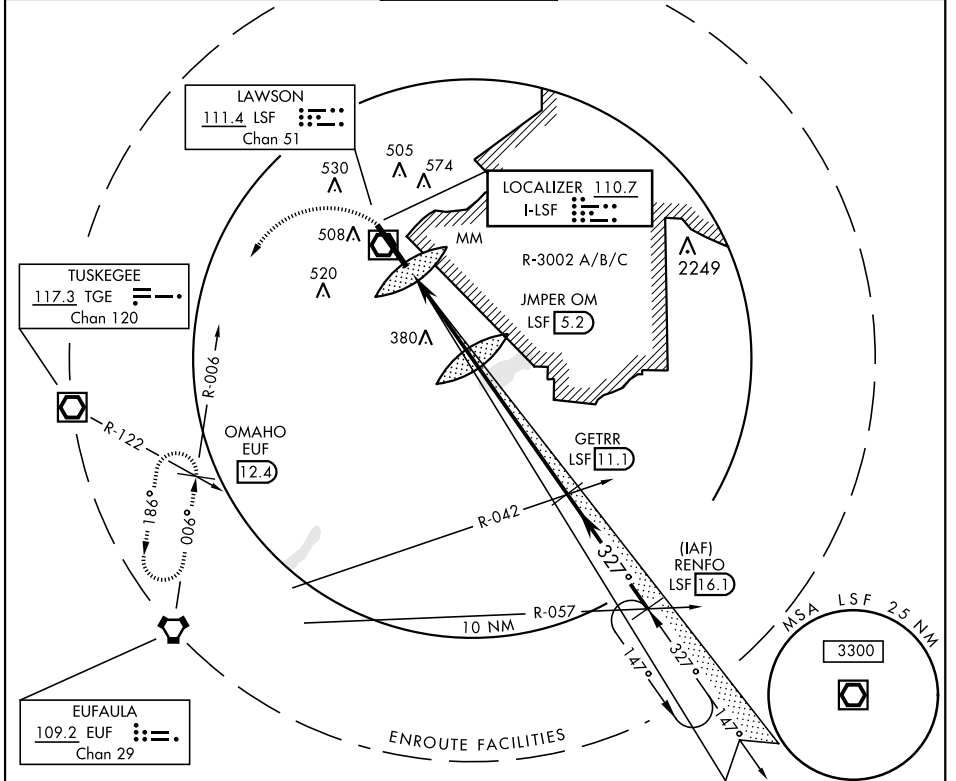 LAWSON
111.4 LSF
Chan 51
505
574
530
LOCALIZER 110.7
I-LSF
508
MM
R-3002 A/B/C
2249
520
TUSKEGEE
117.3 TGE
Chan 120
JMPER OM
LSF 5.2
380
R-006
R-122
OMAHO
EUF
12.4
GETRR
LSF 11.1
186°
006°
R-042
327°
(IAF)
RENFO
LSF 16.1
R-057
10 NM
MSA LSF 25 NM
3300
147°
327°
147°
EUFAULA
109.2 EUF
Chan 29
ENROUTE FACILITIES